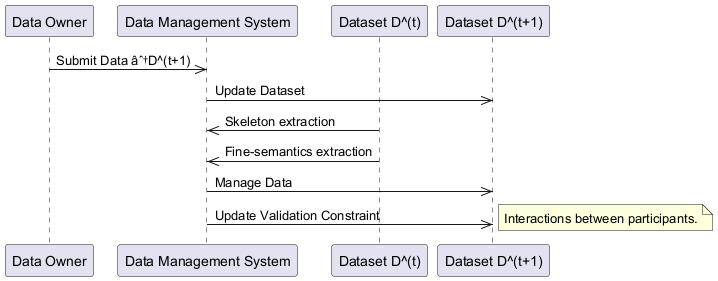 Data Owner Data Management System Dataset D^(t) Dataset D^(t+1)
Submit Data âˆ†D^(t+1)
Update Dataset
Skeleton extraction
Fine-semantics extraction
Manage Data
Update Validation Constraint
Interactions between participants.
Data Owner Data Management System Dataset D^(t) Dataset D^(t+1)